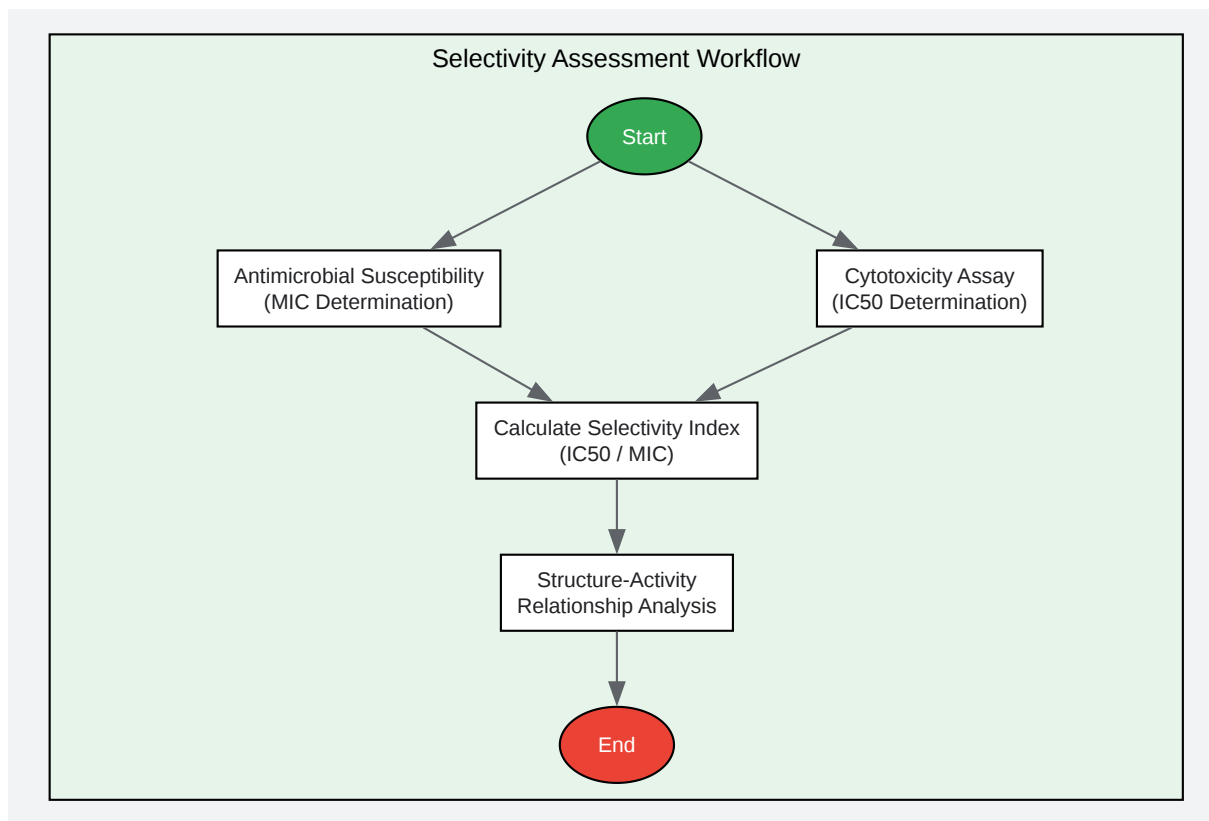 Selectivity Assessment Workflow
Start
Antimicrobial Susceptibility
(MIC Determination)
Cytotoxicity Assay
(IC50 Determination)
Calculate Selectivity Index
(IC50 / MIC)
Structure-Activity
Relationship Analysis
End